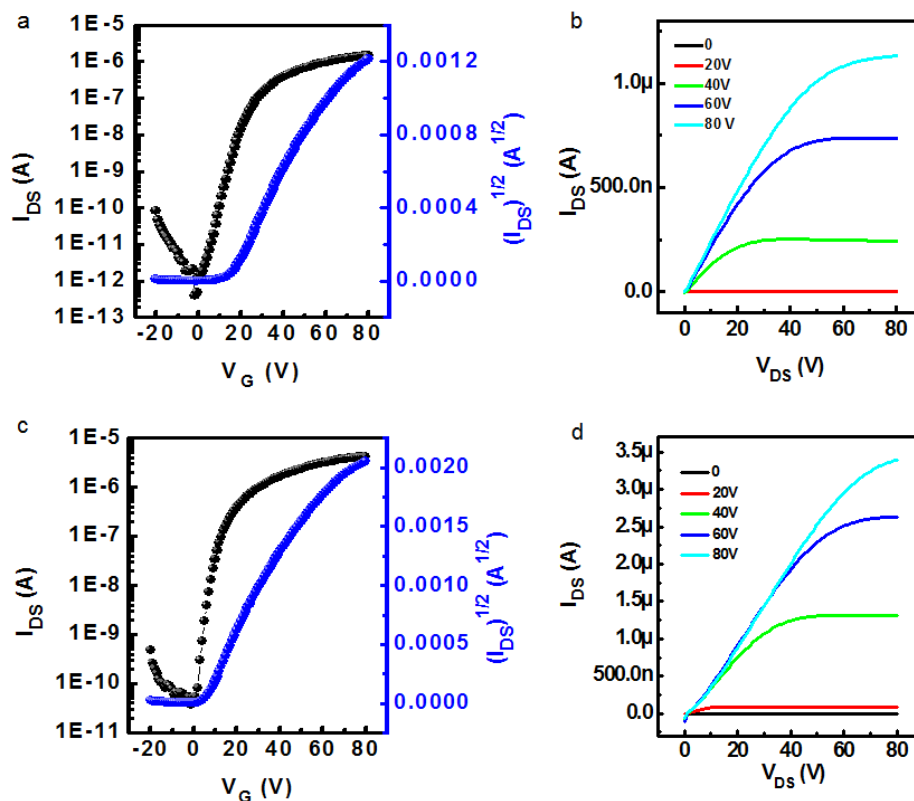 a
1E-5
1E-6
1E-7
1E-8
1E-9
1E-10
1E-11
1E-12
1E-13
I_DS (A)
-20 0 20 40 60 80
V_G (V)
0.0012
0.0008
0.0004
0.0000
(I_DS)^1/2 (A^1/2)
b
0
20V
40V
60V
80 V
1.0μ
500.0n
0.0
I_DS (A)
0 20 40 60 80
V_DS (V)
c
1E-5
1E-6
1E-7
1E-8
1E-9
1E-10
1E-11
I_DS (A)
-20 0 20 40 60 80
V_G (V)
0.0020
0.0015
0.0010
0.0005
0.0000
(I_DS)^1/2 (A^1/2)
d
0
20V
40V
60V
80V
3.5μ
3.0μ
2.5μ
2.0μ
1.5μ
1.0μ
500.0n
0.0
I_DS (A)
0 20 40 60 80
V_DS (V)